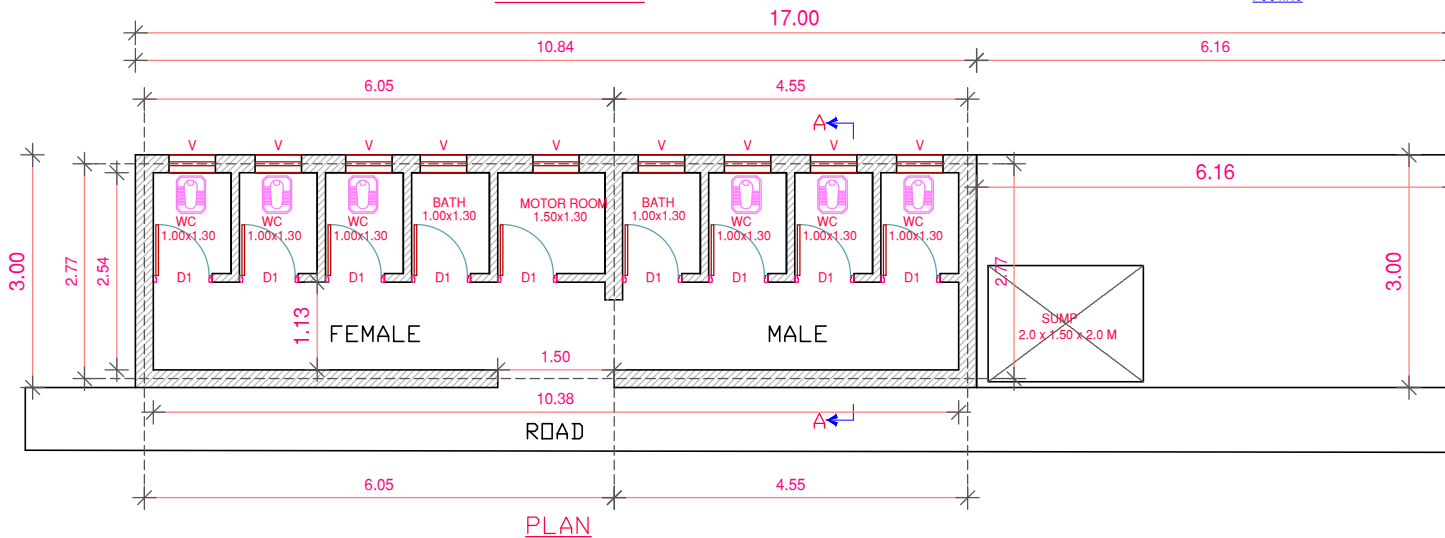 17.00
10.84
6.16
6.05
4.55
A
V
V
V
V
V
V
V
V
V
6.16
WC
1.00x1.30
WC
1.00x1.30
WC
1.00x1.30
BATH
1.00x1.30
MOTOR ROOM
1.50x1.30
BATH
1.00x1.30
WC
1.00x1.30
WC
1.00x1.30
WC
1.00x1.30
D1
D1
D1
D1
D1
D1
D1
D1
D1
3.00
2.77
2.54
2.77
3.00
1.13
FEMALE
MALE
SUMP
2.0 x 1.50 x 2.0 M
1.50
10.38
A
ROAD
6.05
4.55
PLAN